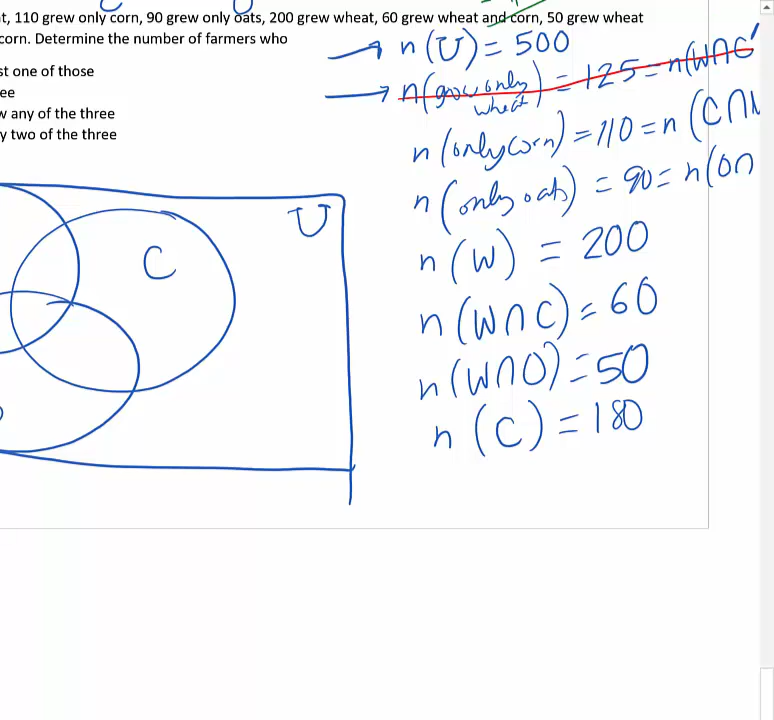 t, 110 grew only corn, 90 grew only oats, 200 grew wheat, 60 grew wheat and corn, 50 grew wheat
corn. Determine the number of farmers who
st one of those
ee
w any of the three
y two of the three
n(U) = 500
n(grow only wheat) = 125 = n(W∩C'
n(only corn) = 110 = n(C∩
n(only oats) = 90 = n(O∩
n(W) = 200
n(W∩C) = 60
n(W∩O) = 50
n(C) = 180
U
C